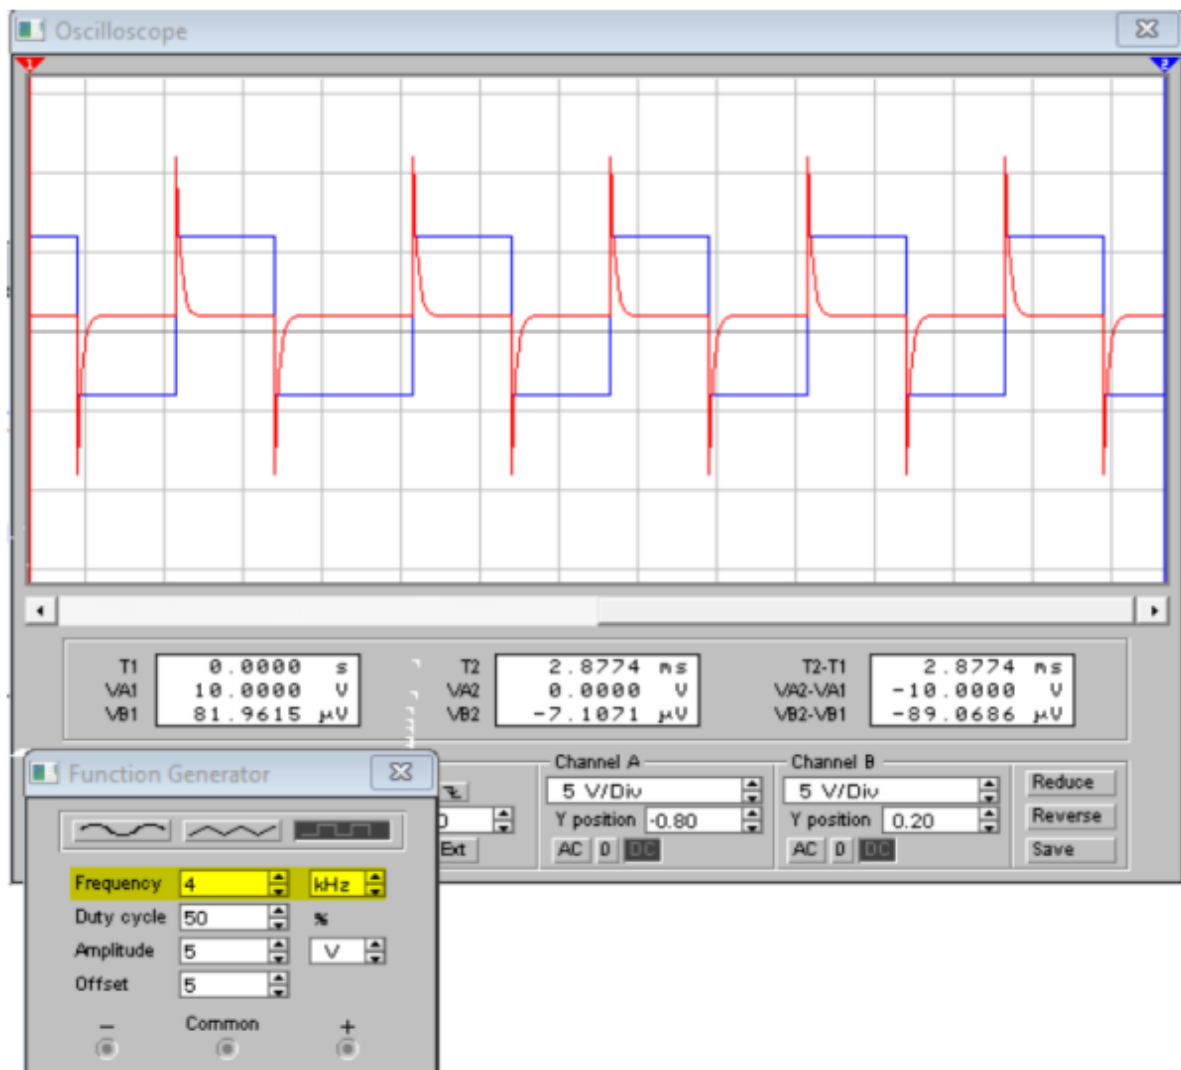 Oscilloscope
1 2
T1 0.0000 s T2 2.8774 ms T2-T1 2.8774 ms
VA1 10.0000 V VA2 0.0000 V VA2-VA1 -10.0000 V
VB1 81.9615 µV VB2 -7.1071 µV VB2-VB1 -89.0686 µV
Function Generator
Channel A
5 V/Div
Y position -0.80
AC 0 DC
Channel B
5 V/Div
Y position 0.20
AC 0 DC
Reduce
Reverse
Save
Ext
Frequency 4 kHz
Duty cycle 50 %
Amplitude 5 V
Offset 5
− Common +